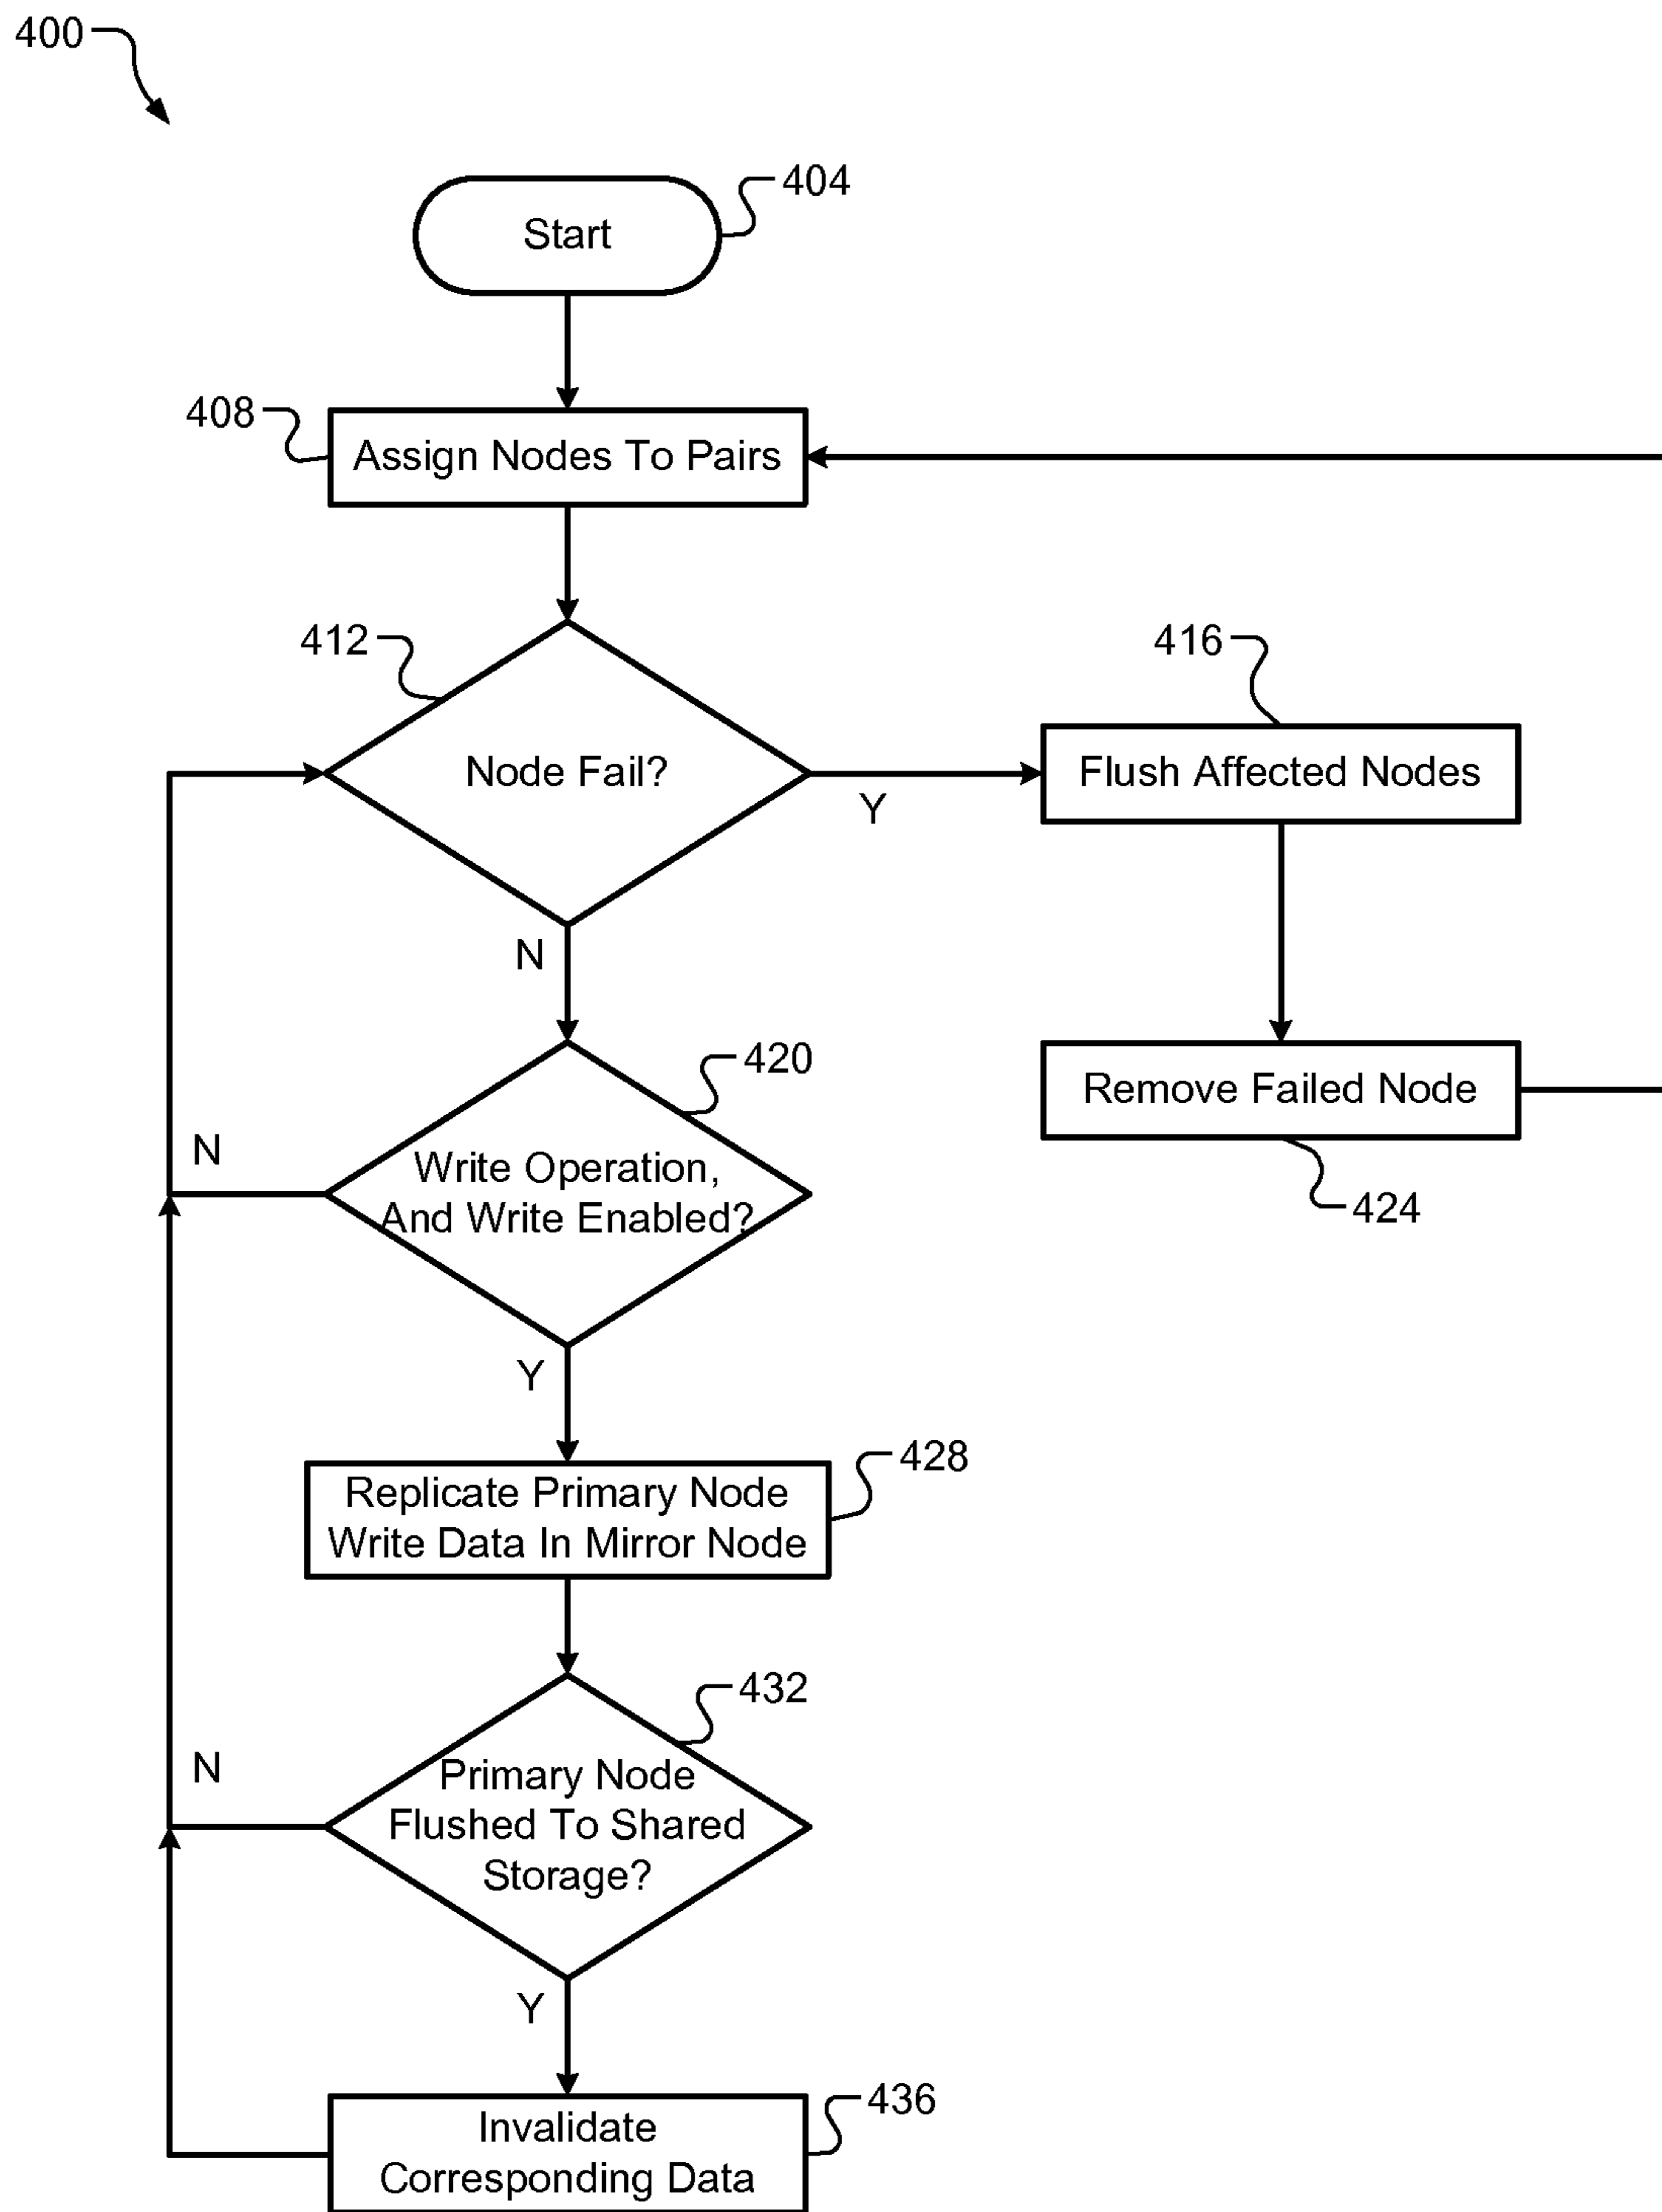 400
404
Start
408
Assign Nodes To Pairs
412
416
Node Fail?
Flush Affected Nodes
Y
N
420
Remove Failed Node
N
Write Operation,
And Write Enabled?
424
Y
428
Replicate Primary Node
Write Data In Mirror Node
432
N
Primary Node
Flushed To Shared
Storage?
Y
436
Invalidate
Corresponding Data